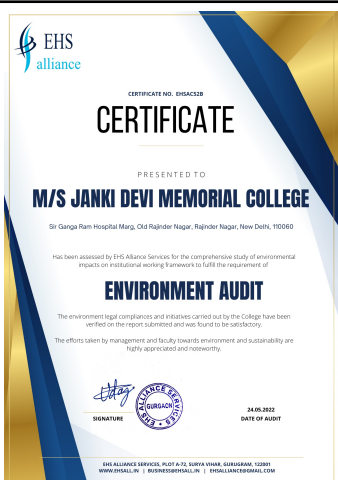 EHS
alliance
CERTIFICATE NO. EHSAC52B
CERTIFICATE
PRESENTED TO
M/S JANKI DEVI MEMORIAL COLLEGE
Sir Ganga Ram Hospital Marg, Old Rajinder Nagar, Rajinder Nagar, New Delhi, 110060
Has been assessed by EHS Alliance Services for the comprehensive study of environmental
impacts on institutional working framework to fulfill the requirement of
ENVIRONMENT AUDIT
The environment legal compliances and initiatives carried out by the College have been
verified on the report submitted and was found to be satisfactory.
The efforts taken by management and faculty towards environment and sustainability are
highly appreciated and noteworthy.
Udag
EHS ALLIANCE SERVICES
GURGAON
SIGNATURE
24.05.2022
DATE OF AUDIT
EHS ALLIANCE SERVICES, PLOT A-72, SURYA VIHAR, GURUGRAM, 122001
WWW.EHSALL.IN | BUSINESS@EHSALL.IN | EHSALLIANCE@GMAIL.COM